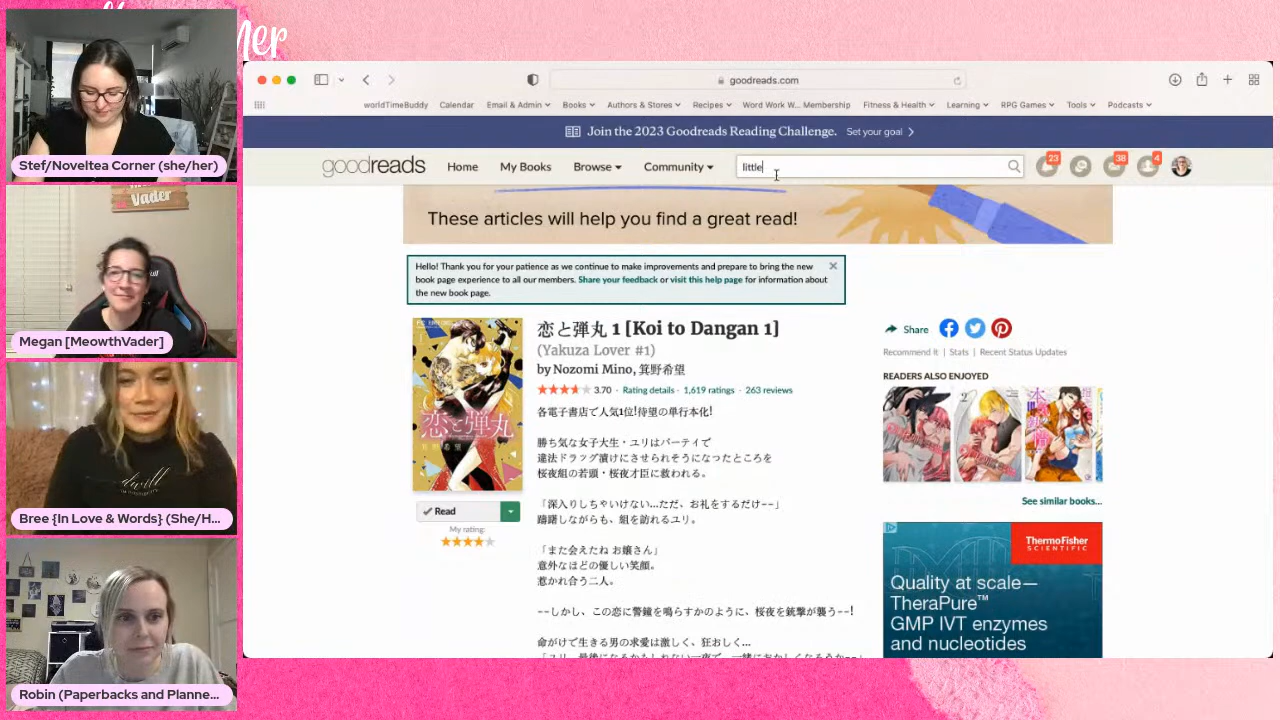 Mer
Stef/Noveltea Corner (she/her)
Vader
Megan [MeowthVader]
dwill
Bree {In Love & Words} (She/H...
Robin (Paperbacks and Planne...
goodreads.com
worldTimeBuddy
Calendar
Email & Admin
Books
Authors & Stores
Recipes
Word Work W... Membership
Fitness & Health
Learning
RPG Games
Tools
Podcasts
Join the 2023 Goodreads Reading Challenge. Set your goal
goodreads
Home
My Books
Browse
Community
little
23
38
4
These articles will help you find a great read!
Hello! Thank you for your patience as we continue to make improvements and prepare to bring the new
book page experience to all our members. Share your feedback or visit this help page for information about
the new book page.
恋と弾丸
恋と弾丸 1 [Koi to Dangan 1]
(Yakuza Lover #1)
by Nozomi Mino, 箕野希望
3.70 · Rating details · 1,619 ratings · 263 reviews
各電子書店で人気1位!待望の単行本化!
勝ち気な女子大生・ユリはパーティで
違法ドラッグ漬けにさせられそうになったところを
桜夜組の若頭・桜夜才臣に救われる。
「深入りしちゃいけない…ただ、お礼をするだけ--」
躊躇しながらも、組を訪れるユリ。
「また会えたね お嬢さん」
意外なほどの優しい笑顔。
惹かれ合う二人。
--しかし、この恋に警鐘を鳴らすかのように、桜夜を銃撃が襲う--!
命がけで生きる男の求愛は激しく、狂おしく…
Read
My rating:
Share
Recommend It | Stats | Recent Status Updates
READERS ALSO ENJOYED
See similar books…
ThermoFisher
SCIENTIFIC
Quality at scale—
TheraPure™
GMP IVT enzymes
and nucleotides